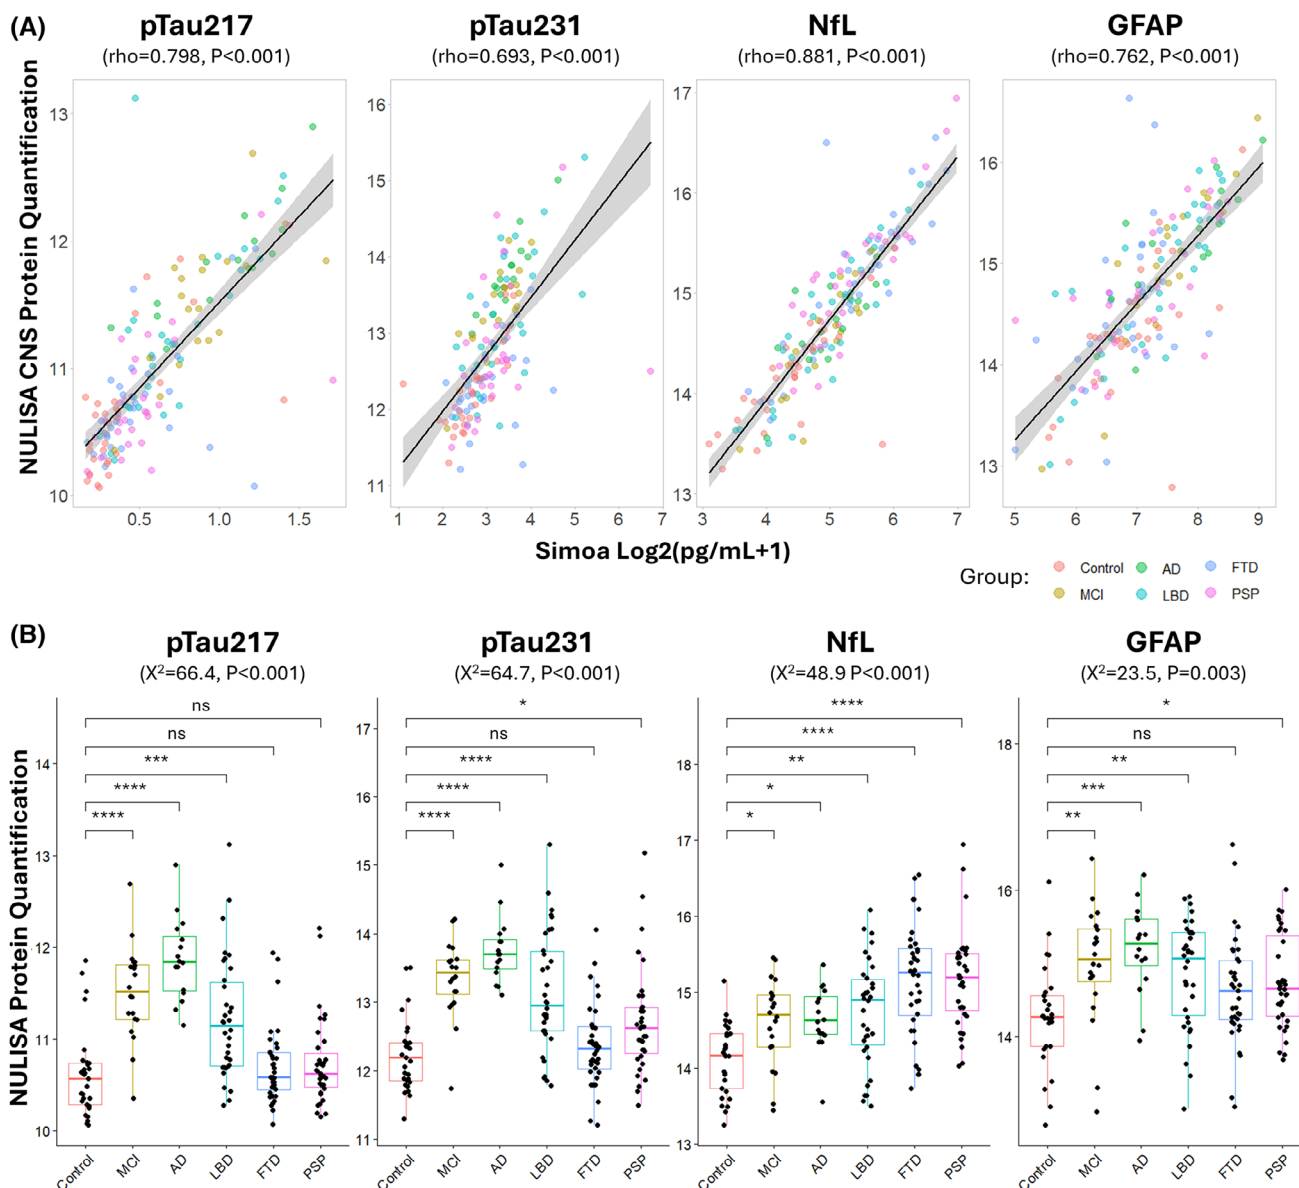 (A)
pTau217 pTau231 NfL GFAP
(rho=0.798, P<0.001) (rho=0.693, P<0.001) (rho=0.881, P<0.001) (rho=0.762, P<0.001)
NULISA CNS Protein Quantification
13
12
11
10
0.5 1.0 1.5
16
15
14
13
12
11
1 2 3 4 5 6 7
17
16
15
14
13
3 4 5 6 7
16
15
14
13
5 6 7 8 9
Simoa Log2(pg/mL+1)
Group: Control AD FTD
MCI LBD PSP
(B)
pTau217 pTau231 NfL GFAP
(X²=66.4, P<0.001) (X²=64.7, P<0.001) (X²=48.9 P<0.001) (X²=23.5, P=0.003)
NULISA Protein Quantification
ns
ns
***
****
****
14
13
12
11
10
Control MCI AD LBD FTD PSP
*
ns
****
****
****
17
16
15
14
13
12
11
Control MCI AD LBD FTD PSP
****
****
**
*
*
18
17
16
15
14
13
Control MCI AD LBD FTD PSP
*
ns
**
***
**
18
16
14
Control MCI AD LBD FTD PSP